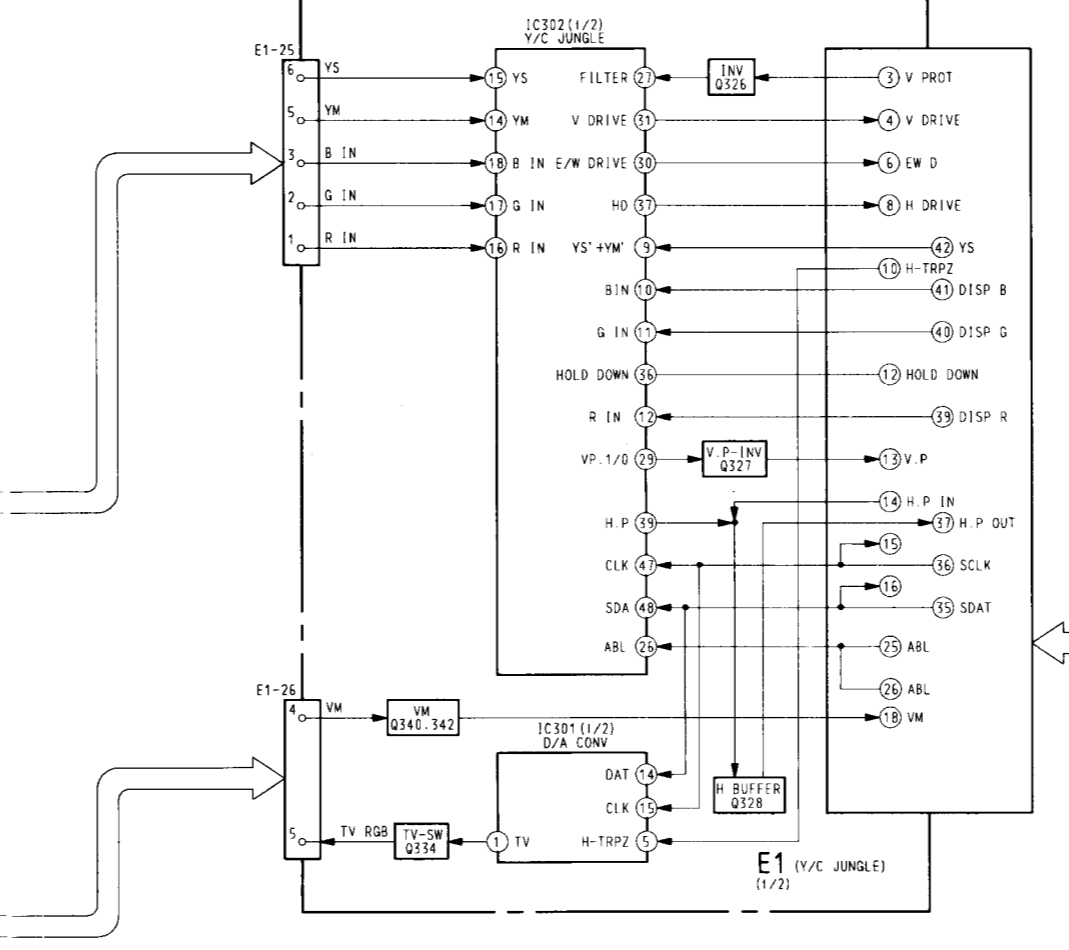 IC302(1/2)
Y/C JUNGLE
E1-25
6 YS
5 YM
3 B IN
2 G IN
1 R IN
15 YS
14 YM
18 B IN
17 G IN
16 R IN
FILTER 27
V DRIVE 31
E/W DRIVE 30
HD 37
YS'+YM' 9
BIN 10
G IN 11
HOLD DOWN 36
R IN 12
VP.1/0 29
H.P 39
CLK 47
SDA 48
ABL 26
INV
Q326
V.P-INV
Q327
3 V PROT
4 V DRIVE
6 EW D
8 H DRIVE
42 YS
10 H-TRPZ
41 DISP B
40 DISP G
12 HOLD DOWN
39 DISP R
13 V.P
14 H.P IN
37 H.P OUT
15
36 SCLK
16
35 SDAT
25 ABL
26 ABL
18 VM
E1-26
4 VM
VM
Q340.342
5 TV RGB
TV-SW
Q334
IC301(1/2)
D/A CONV
DAT 14
CLK 15
1 TV
H-TRPZ 5
H BUFFER
Q328
E1 (Y/C JUNGLE)
(1/2)